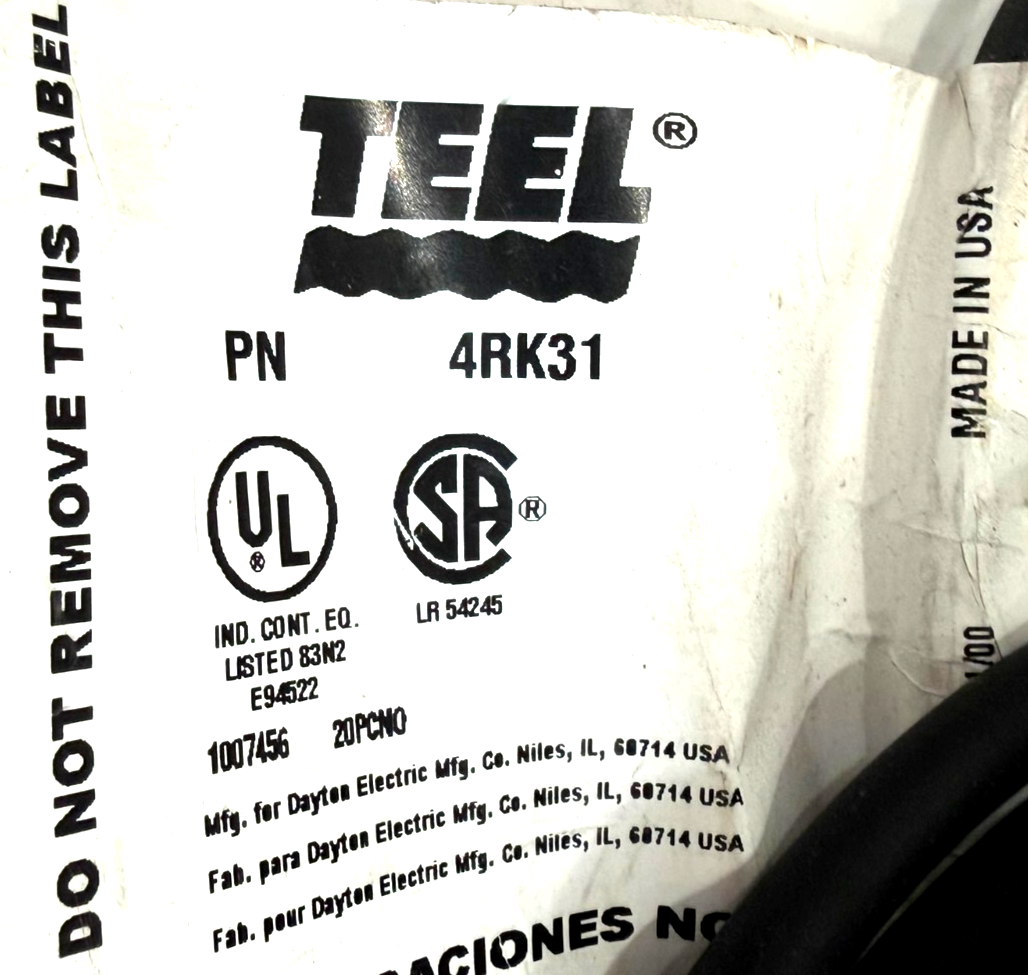 DO NOT REMOVE THIS LABEL
TEEL®
PN 4RK31
UL®
SA®
IND. CONT. EQ.
LISTED 83N2
E94522
LR 54245
1007456 20PCNO
Mfg. for Dayton Electric Mfg. Co. Niles, IL, 60714 USA
Fab. para Dayton Electric Mfg. Co. Niles, IL, 60714 USA
Fab. pour Dayton Electric Mfg. Co. Niles, IL, 60714 USA
MADE IN USA